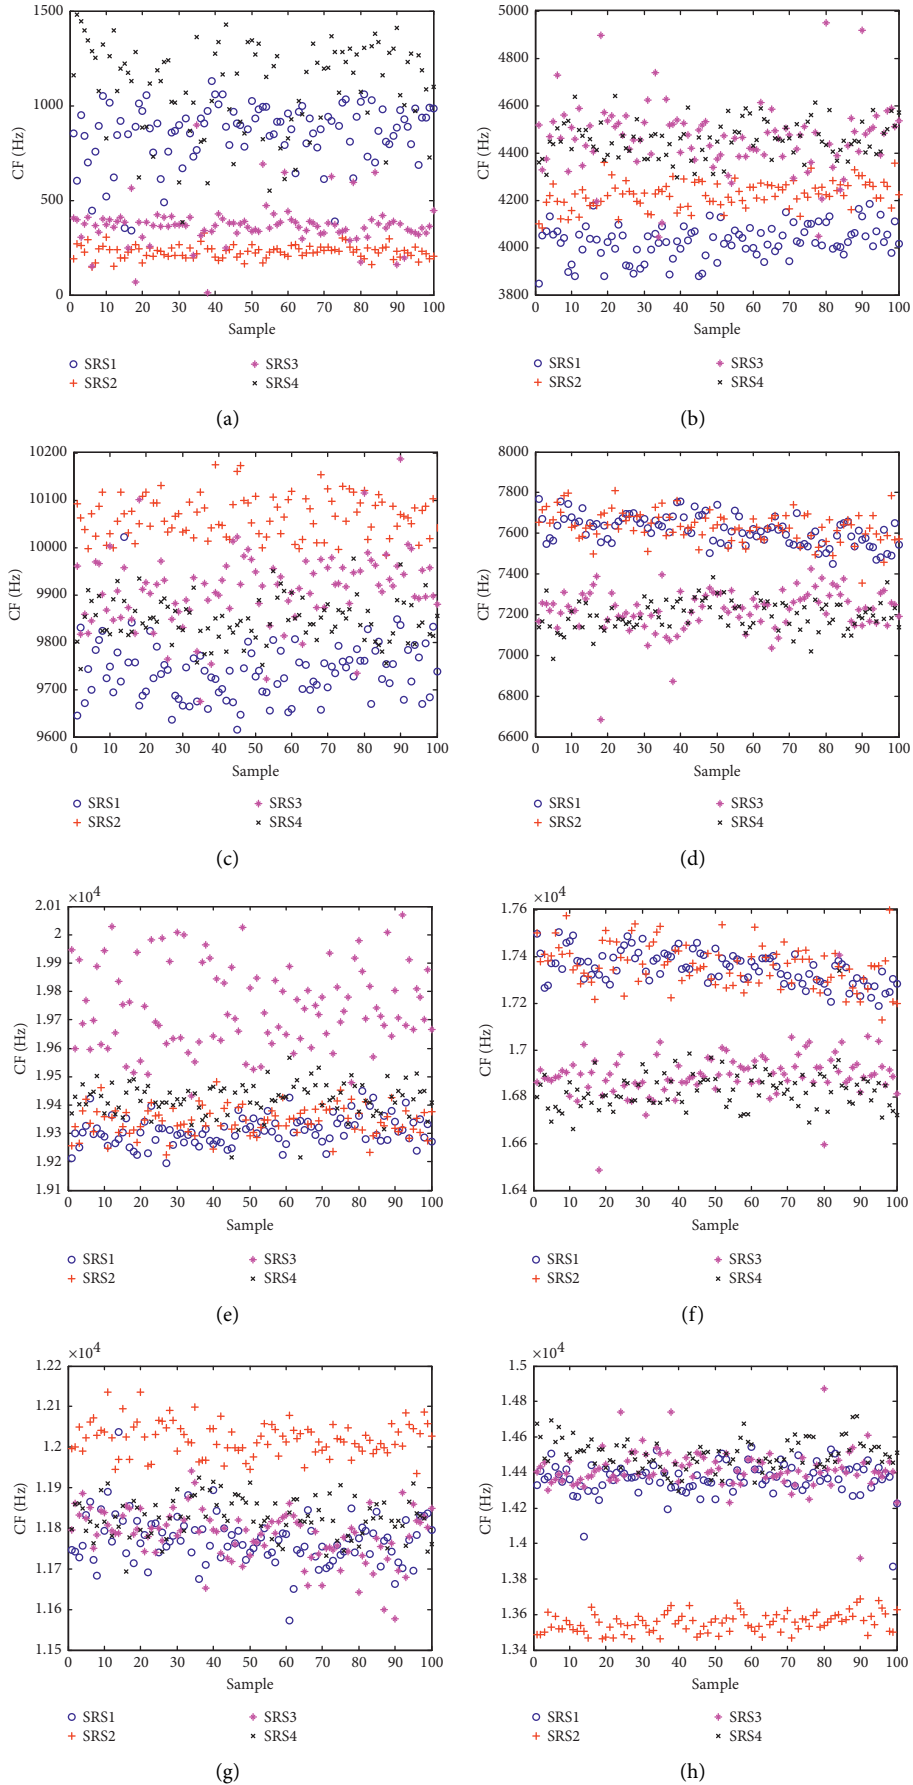 1500
1000
500
0
CF (Hz)
0 10 20 30 40 50 60 70 80 90 100
Sample
SRS1
SRS2
SRS3
SRS4
(a)
5000
4800
4600
4400
4200
4000
3800
CF (Hz)
0 10 20 30 40 50 60 70 80 90 100
Sample
SRS1
SRS2
SRS3
SRS4
(b)
10200
10100
10000
9900
9800
9700
9600
CF (Hz)
0 10 20 30 40 50 60 70 80 90 100
Sample
SRS1
SRS2
SRS3
SRS4
(c)
8000
7800
7600
7400
7200
7000
6800
6600
CF (Hz)
0 10 20 30 40 50 60 70 80 90 100
Sample
SRS1
SRS2
SRS3
SRS4
(d)
×10⁴
2.01
2
1.99
1.98
1.97
1.96
1.95
1.94
1.93
1.92
1.91
CF (Hz)
0 10 20 30 40 50 60 70 80 90 100
Sample
SRS1
SRS2
SRS3
SRS4
(e)
×10⁴
1.76
1.74
1.72
1.7
1.68
1.66
1.64
CF (Hz)
0 10 20 30 40 50 60 70 80 90 100
Sample
SRS1
SRS2
SRS3
SRS4
(f)
×10⁴
1.22
1.21
1.2
1.19
1.18
1.17
1.16
1.15
CF (Hz)
0 10 20 30 40 50 60 70 80 90 100
Sample
SRS1
SRS2
SRS3
SRS4
(g)
×10⁴
1.5
1.48
1.46
1.44
1.42
1.4
1.38
1.36
1.34
CF (Hz)
0 10 20 30 40 50 60 70 80 90 100
Sample
SRS1
SRS2
SRS3
SRS4
(h)